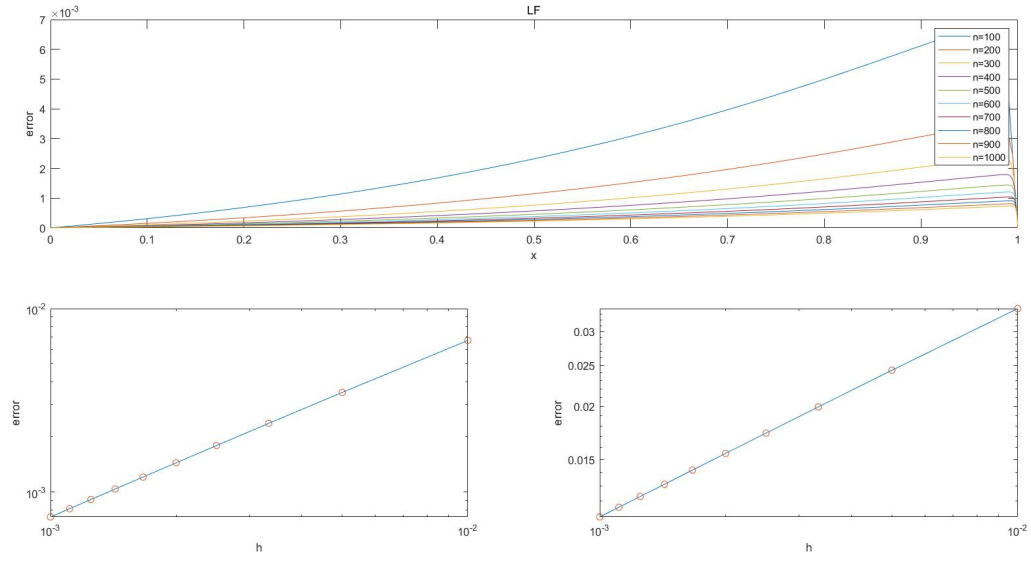 LF
×10⁻³
7
6
5
4
3
2
1
0
error
0 0.1 0.2 0.3 0.4 0.5 0.6 0.7 0.8 0.9 1
x
n=100
n=200
n=300
n=400
n=500
n=600
n=700
n=800
n=900
n=1000
10⁻²
10⁻³
error
10⁻³ 10⁻²
h
0.03
0.025
0.02
0.015
error
10⁻³ 10⁻²
h